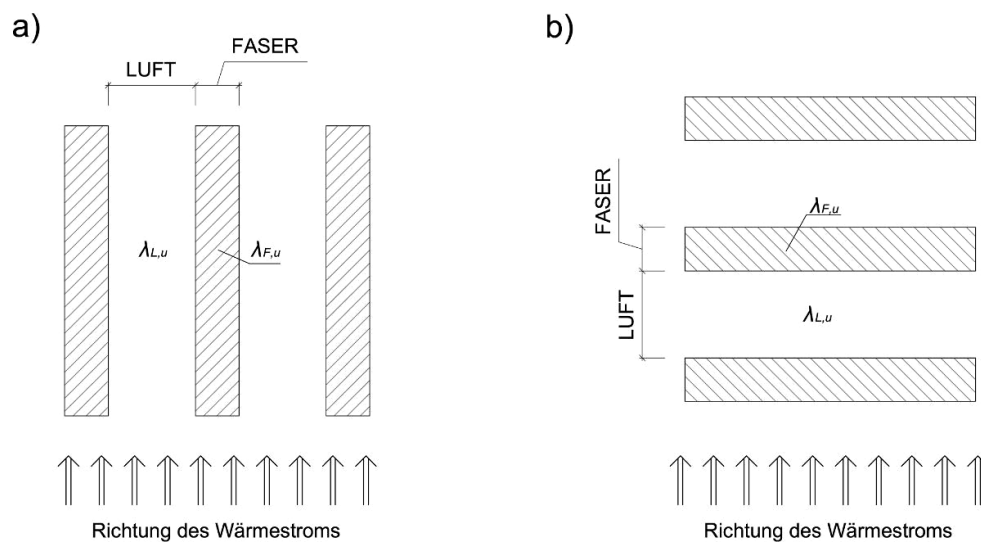 a)
FASER
LUFT
λL,u
λF,u
Richtung des Wärmestroms
b)
FASER
LUFT
λF,u
λL,u
Richtung des Wärmestroms